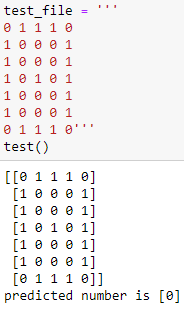 test_file = '''
0 1 1 1 0
1 0 0 0 1
1 0 0 0 1
1 0 1 0 1
1 0 0 0 1
1 0 0 0 1
0 1 1 1 0'''
test()
[[0 1 1 1 0]
[1 0 0 0 1]
[1 0 0 0 1]
[1 0 1 0 1]
[1 0 0 0 1]
[1 0 0 0 1]
[0 1 1 1 0]]
predicted number is [0]